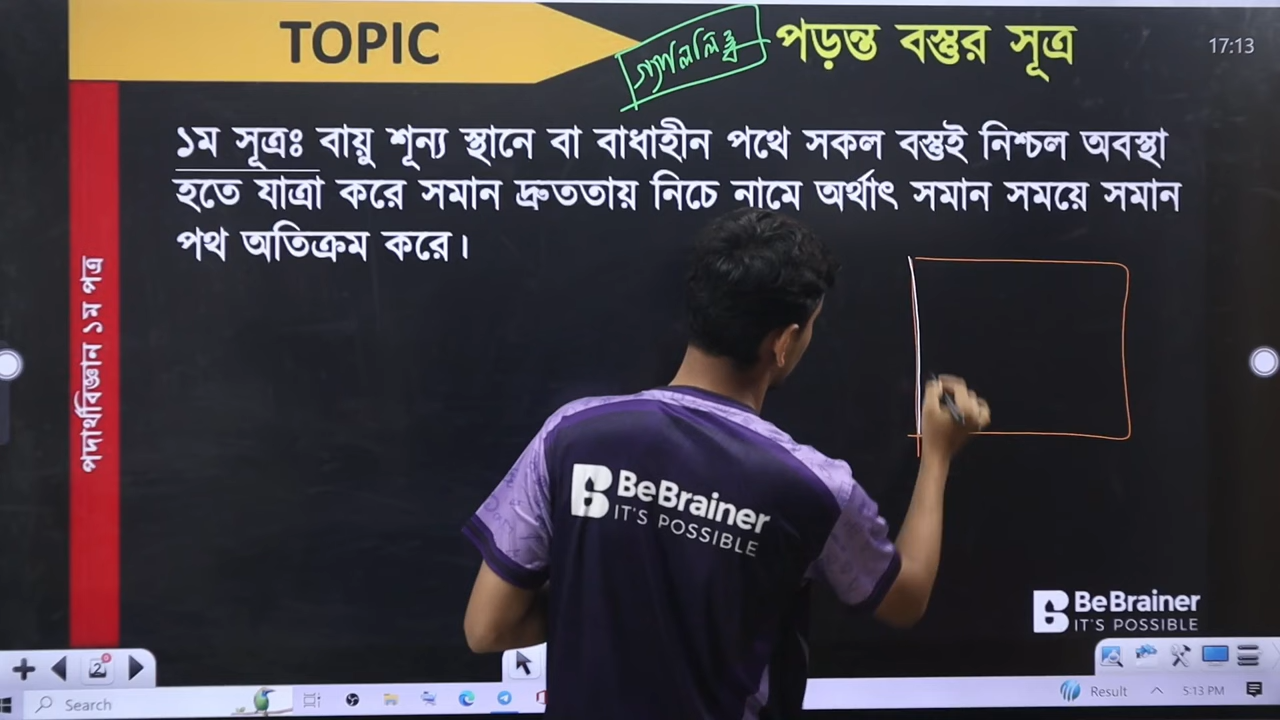 TOPIC
গ্যালিলিও
পড়ন্ত বস্তুর সূত্র
17:13
১ম সূত্রঃ বায়ু শূন্য স্থানে বা বাধাহীন পথে সকল বস্তুই নিশ্চল অবস্থা
হতে যাত্রা করে সমান দ্রুততায় নিচে নামে অর্থাৎ সমান সময়ে সমান
পথ অতিক্রম করে।
পদার্থবিজ্ঞান ১ম পত্র
BeBrainer
IT'S POSSIBLE
BeBrainer
IT'S POSSIBLE
2
Search
Result
5:13 PM